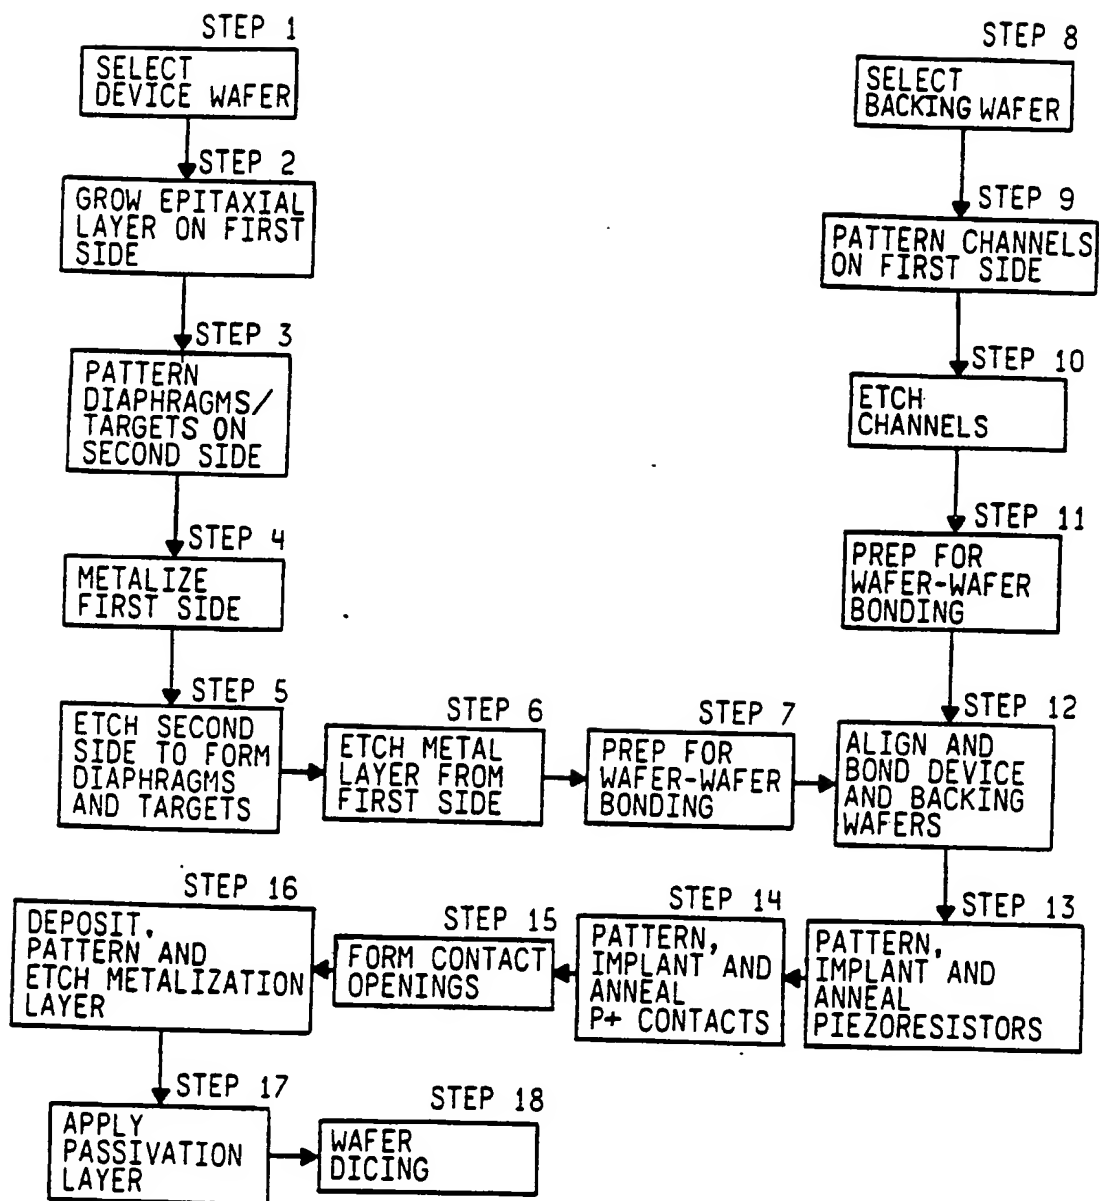 STEP 1
SELECT
DEVICE WAFER
STEP 2
GROW EPITAXIAL
LAYER ON FIRST
SIDE
STEP 3
PATTERN
DIAPHRAGMS/
TARGETS ON
SECOND SIDE
STEP 4
METALIZE
FIRST SIDE
STEP 5
ETCH SECOND
SIDE TO FORM
DIAPHRAGMS
AND TARGETS
STEP 6
ETCH METAL
LAYER FROM
FIRST SIDE
STEP 7
PREP FOR
WAFER-WAFER
BONDING
STEP 8
SELECT
BACKING WAFER
STEP 9
PATTERN CHANNELS
ON FIRST SIDE
STEP 10
ETCH
CHANNELS
STEP 11
PREP FOR
WAFER-WAFER
BONDING
STEP 12
ALIGN AND
BOND DEVICE
AND BACKING
WAFERS
STEP 13
PATTERN,
IMPLANT AND
ANNEAL
PIEZORESISTORS
STEP 14
PATTERN,
IMPLANT AND
ANNEAL
P+ CONTACTS
STEP 15
FORM CONTACT
OPENINGS
STEP 16
DEPOSIT,
PATTERN AND
ETCH METALIZATION
LAYER
STEP 17
APPLY
PASSIVATION
LAYER
STEP 18
WAFER
DICING